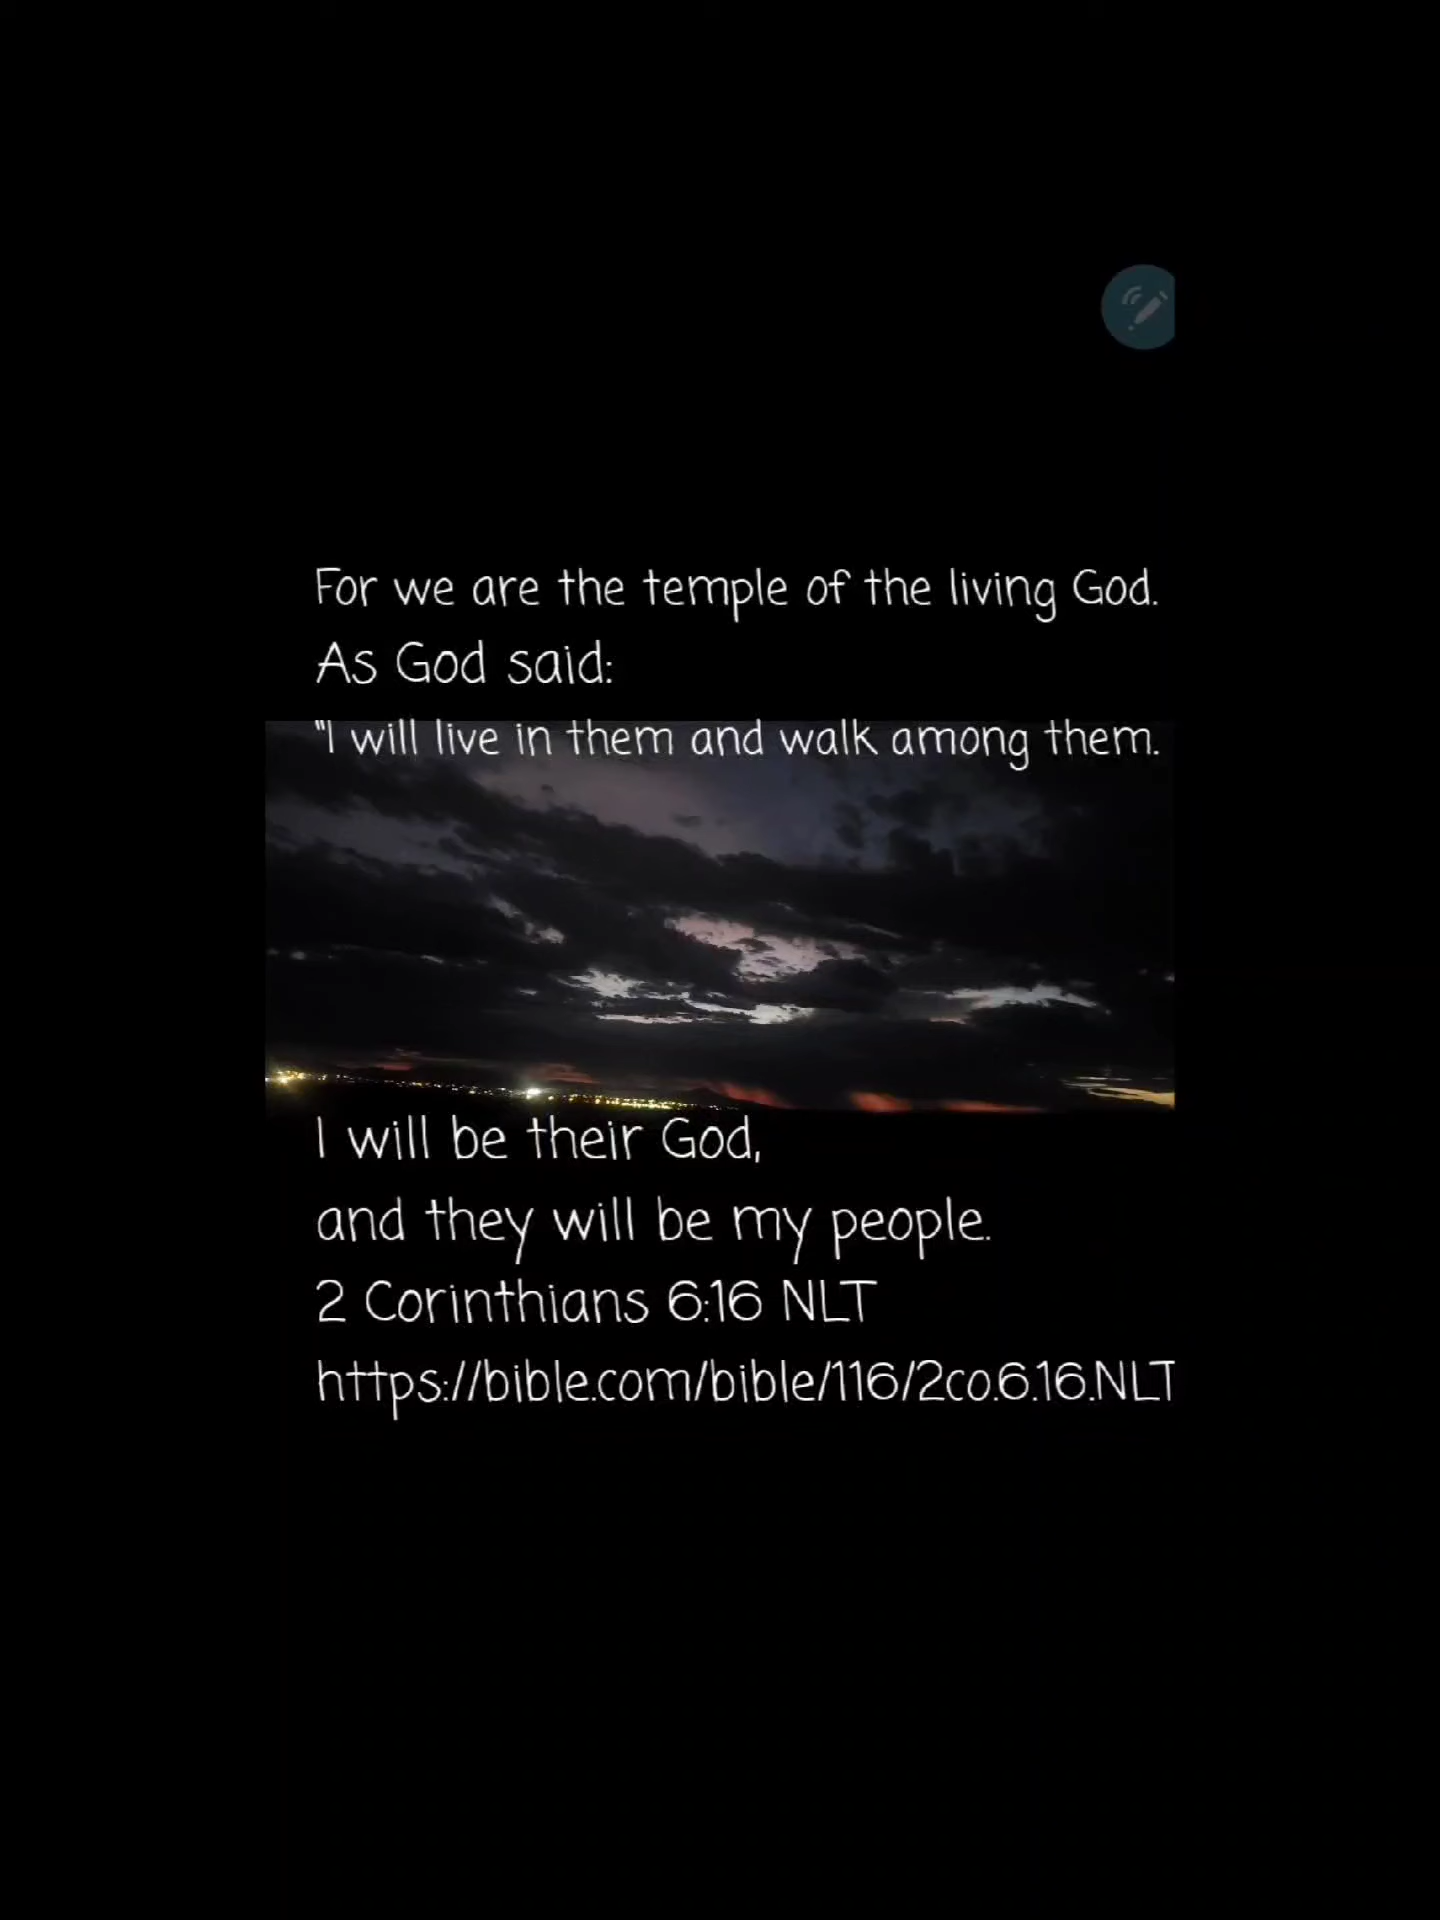 For we are the temple of the living God.
As God said:
"I will live in them and walk among them.
I will be their God,
and they will be my people.
2 Corinthians 6:16 NLT
https://bible.com/bible/116/2co.6.16.NLT